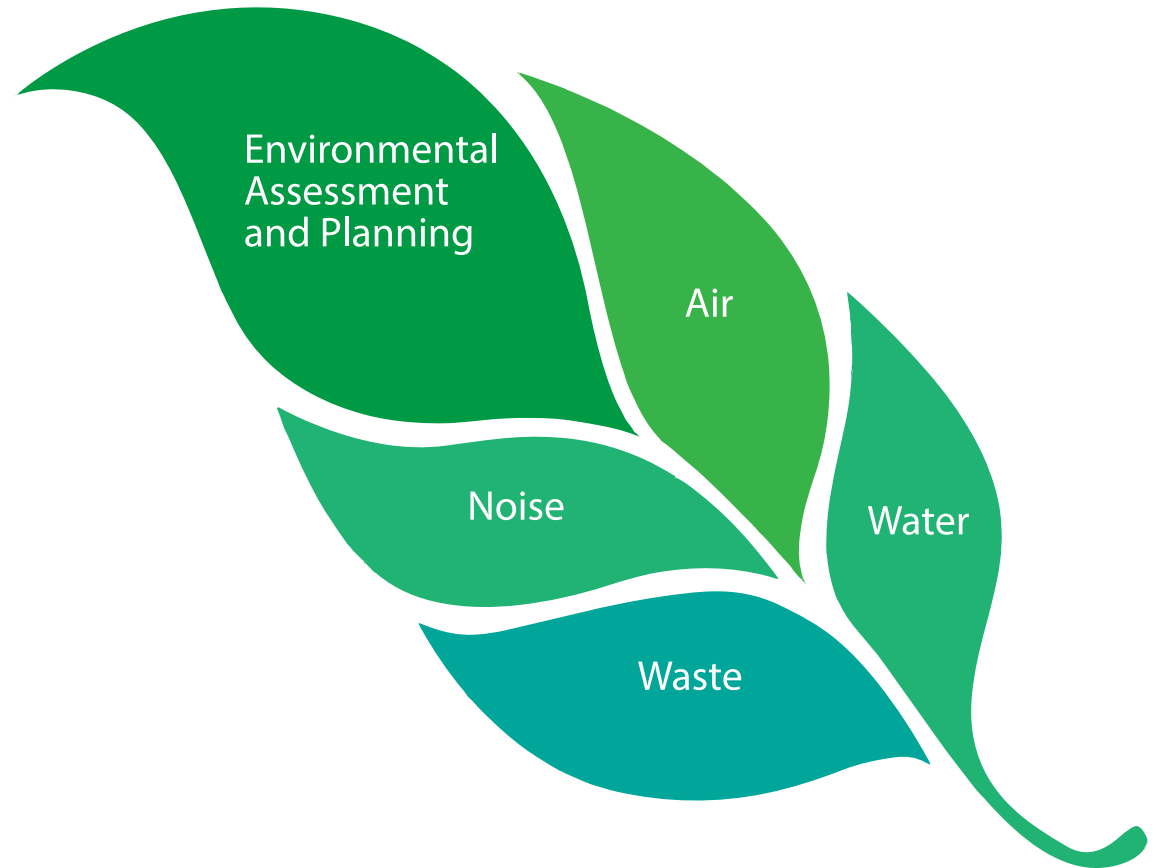 Environmental
Assessment
and Planning
Air
Noise
Water
Waste